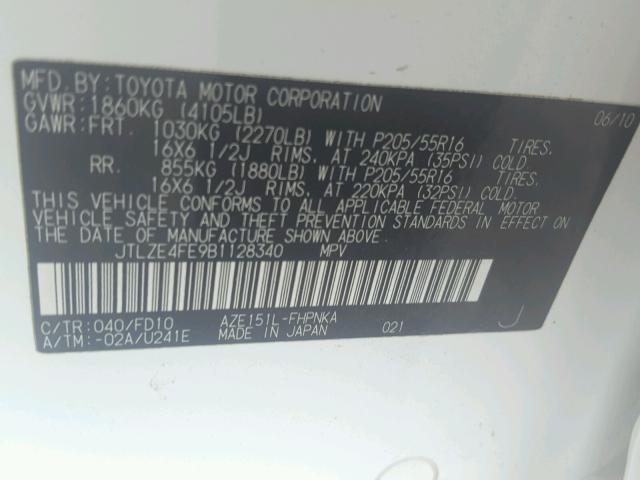 MFD. BY: TOYOTA MOTOR CORPORATION 06/10
GVWR: 1860KG (4105LB)
GAWR: FRT. 1030KG (2270LB) WITH P205/55R16 TIRES.
16X6 1/2J RIMS. AT 240KPA (35PSI) COLD.
RR. 855KG (1880LB) WITH P205/55R16 TIRES.
16X6 1/2J RIMS. AT 220KPA (32PSI) COLD.
THIS VEHICLE CONFORMS TO ALL APPLICABLE FEDERAL MOTOR
VEHICLE SAFETY AND THEFT PREVENTION STANDARDS IN EFFECT ON
THE DATE OF MANUFACTURE SHOWN ABOVE.
JTLZE4FE9B1128340 MPV
C/TR: 040/FD10 AZE151L-FHPNKA 021 J
A/TM: -02A/U241E MADE IN JAPAN